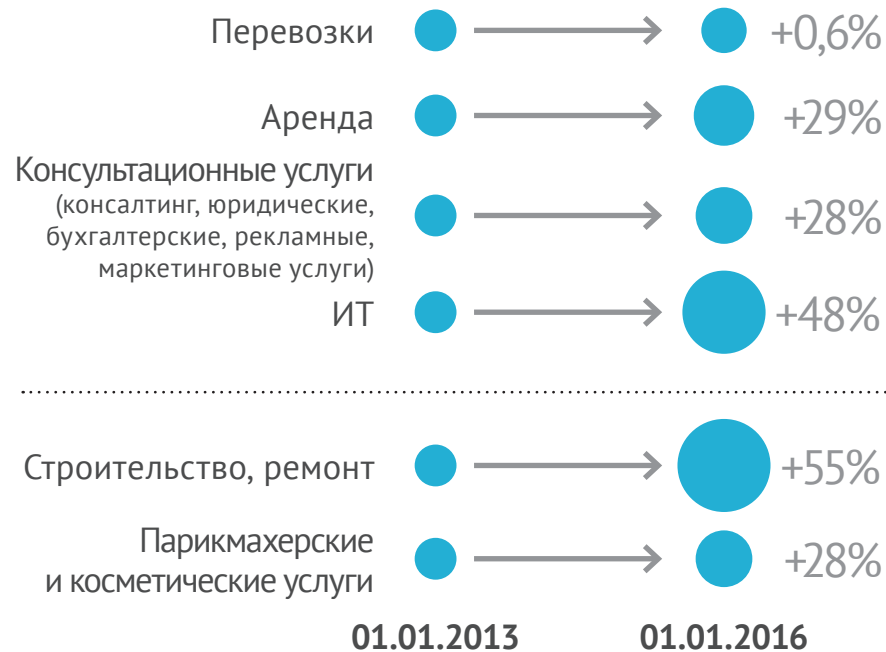 Перевозки
+0,6%
Аренда
+29%
Консультационные услуги
(консалтинг, юридические,
бухгалтерские, рекламные,
маркетинговые услуги)
+28%
ИТ
+48%
Строительство, ремонт
+55%
Парикмахерские
и косметические услуги
+28%
01.01.2013
01.01.2016